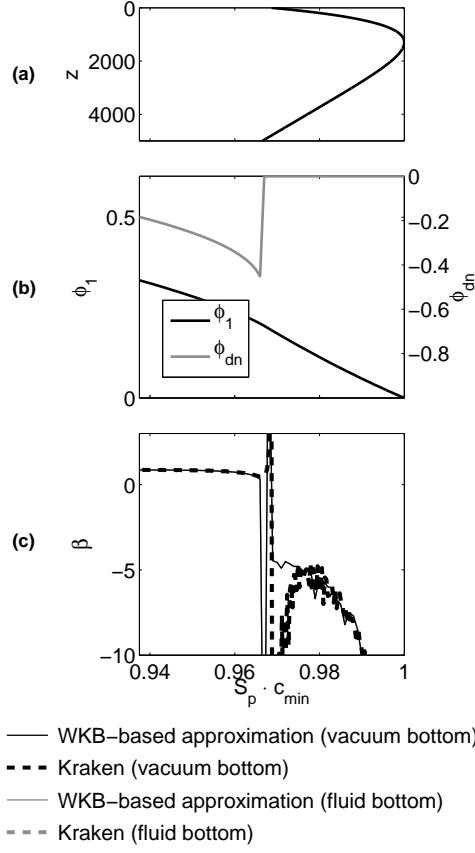 0
(a)
z
2000
4000
0.5
0
(b)
ϕ1
ϕ1
ϕdn
0
−0.2
−0.4
−0.6
−0.8
ϕdn
0
−5
−10
(c)
β
0.94
0.96
0.98
1
Sp · cmin
WKB−based approximation (vacuum bottom)
Kraken (vacuum bottom)
WKB−based approximation (fluid bottom)
Kraken (fluid bottom)